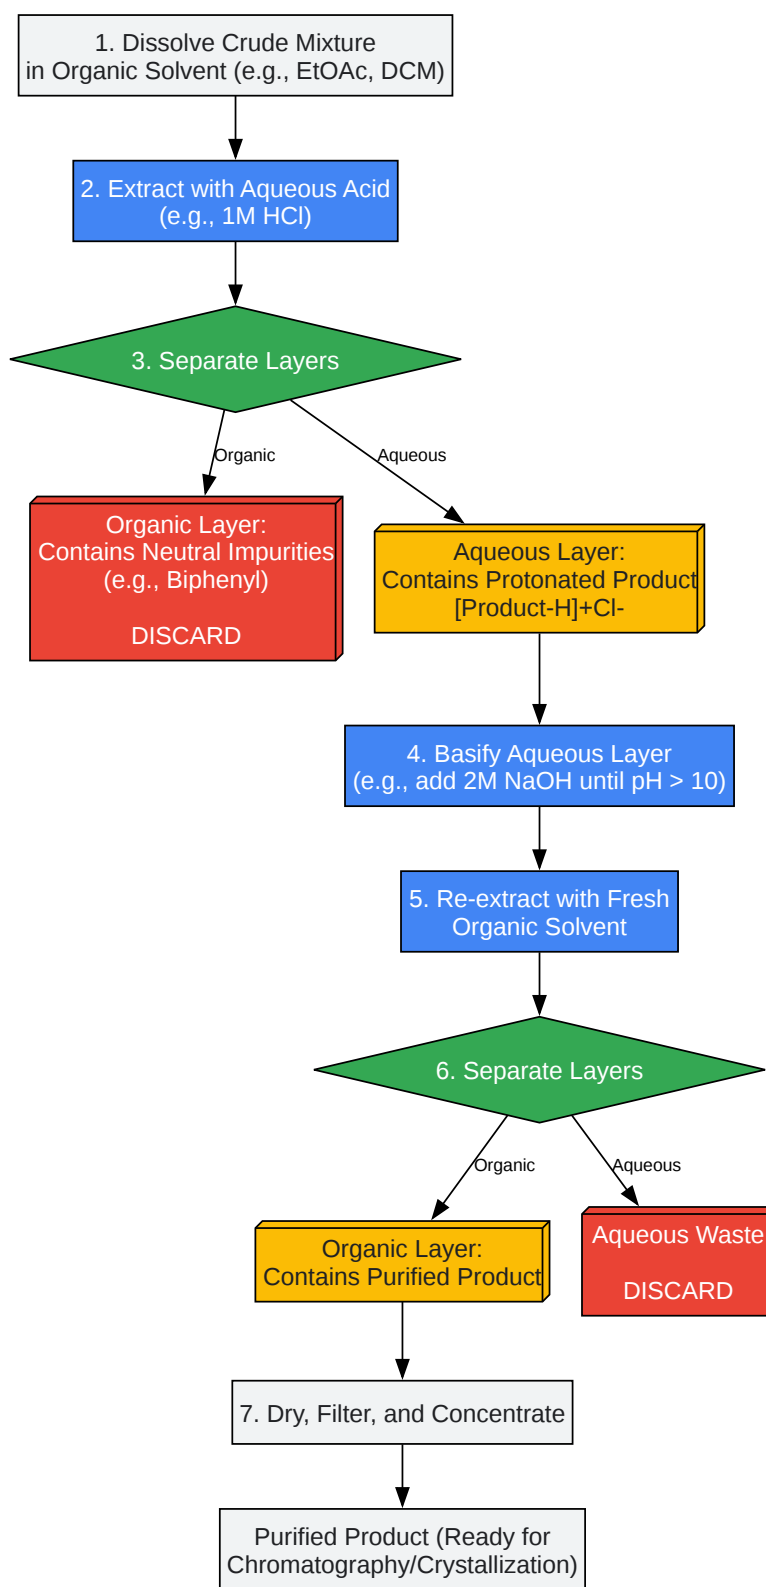 1. Dissolve Crude Mixture
in Organic Solvent (e.g., EtOAc, DCM)
2. Extract with Aqueous Acid
(e.g., 1M HCl)
3. Separate Layers
Organic
Aqueous
Organic Layer:
Contains Neutral Impurities
(e.g., Biphenyl)
DISCARD
Aqueous Layer:
Contains Protonated Product
[Product-H]+Cl-
4. Basify Aqueous Layer
(e.g., add 2M NaOH until pH > 10)
5. Re-extract with Fresh
Organic Solvent
6. Separate Layers
Organic
Aqueous
Organic Layer:
Contains Purified Product
Aqueous Waste
DISCARD
7. Dry, Filter, and Concentrate
Purified Product (Ready for
Chromatography/Crystallization)